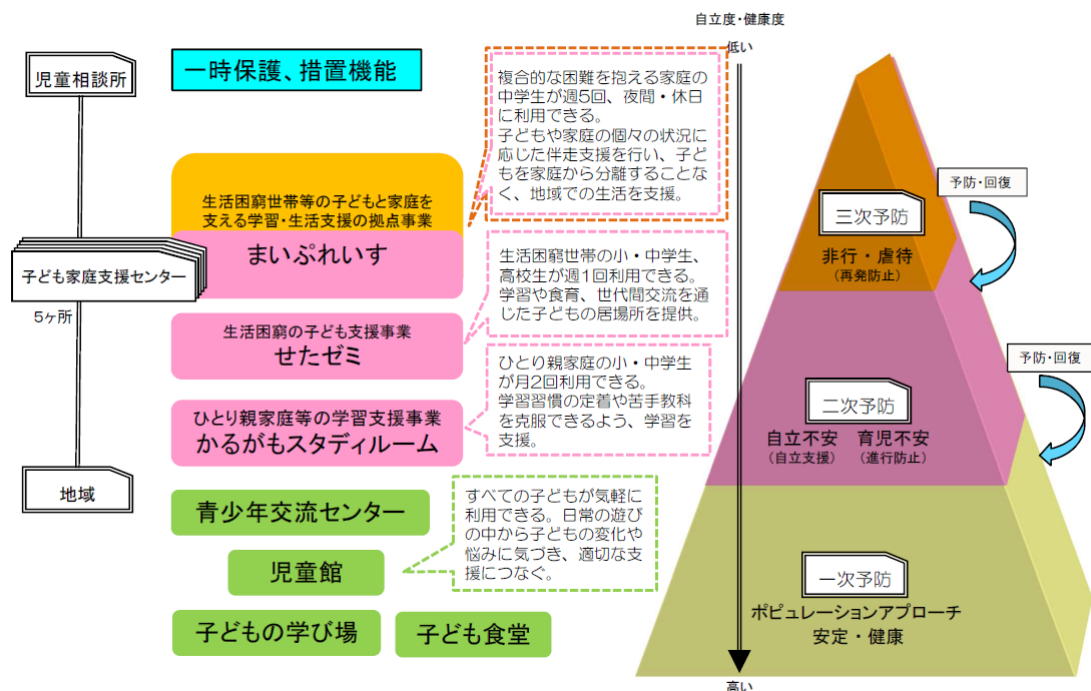 児童相談所
子ども家庭支援センター
5ヶ所
地域
一時保護、措置機能
生活困窮世帯等の子どもと家庭を
支える学習・生活支援の拠点事業
まいぷれいす
生活困窮の子ども支援事業
せたゼミ
ひとり親家庭等の学習支援事業
かるがもスタディルーム
青少年交流センター
児童館
子どもの学び場
子ども食堂
複合的な困難を抱える家庭の
中学生が週5回、夜間・休日
に利用できる。
子どもや家庭の個々の状況に
応じた伴走支援を行い、子ど
もを家庭から分離することな
く、地域での生活を支援。
生活困窮世帯の小・中学生、
高校生が週1回利用できる。
学習や食育、世代間交流を通
じた子どもの居場所を提供。
ひとり親家庭の小・中学生
が月2回利用できる。
学習習慣の定着や苦手教科
を克服できるよう、学習を
支援。
すべての子どもが気軽に
利用できる。日常の遊び
の中から子どもの変化や
悩みに気づき、適切な支
援につなぐ。
自立度・健康度
低い
高い
三次予防
非行・虐待
(再発防止)
予防・回復
二次予防
自立不安 育児不安
(自立支援) (進行防止)
予防・回復
一次予防
ポピュレーションアプローチ
安定・健康